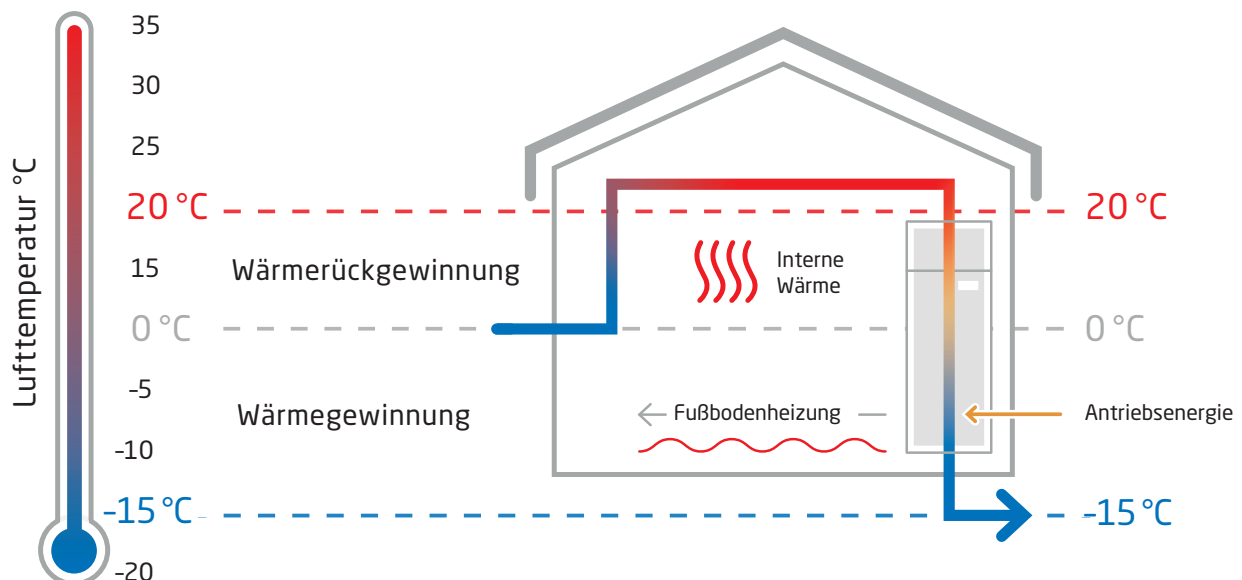 Lufttemperatur °C
35
30
25
20 °C
15
0 °C
-5
-10
-15 °C
-20
Wärmerückgewinnung
Wärmegewinnung
Interne
Wärme
Fußbodenheizung
20 °C
0 °C
Antriebsenergie
-15 °C